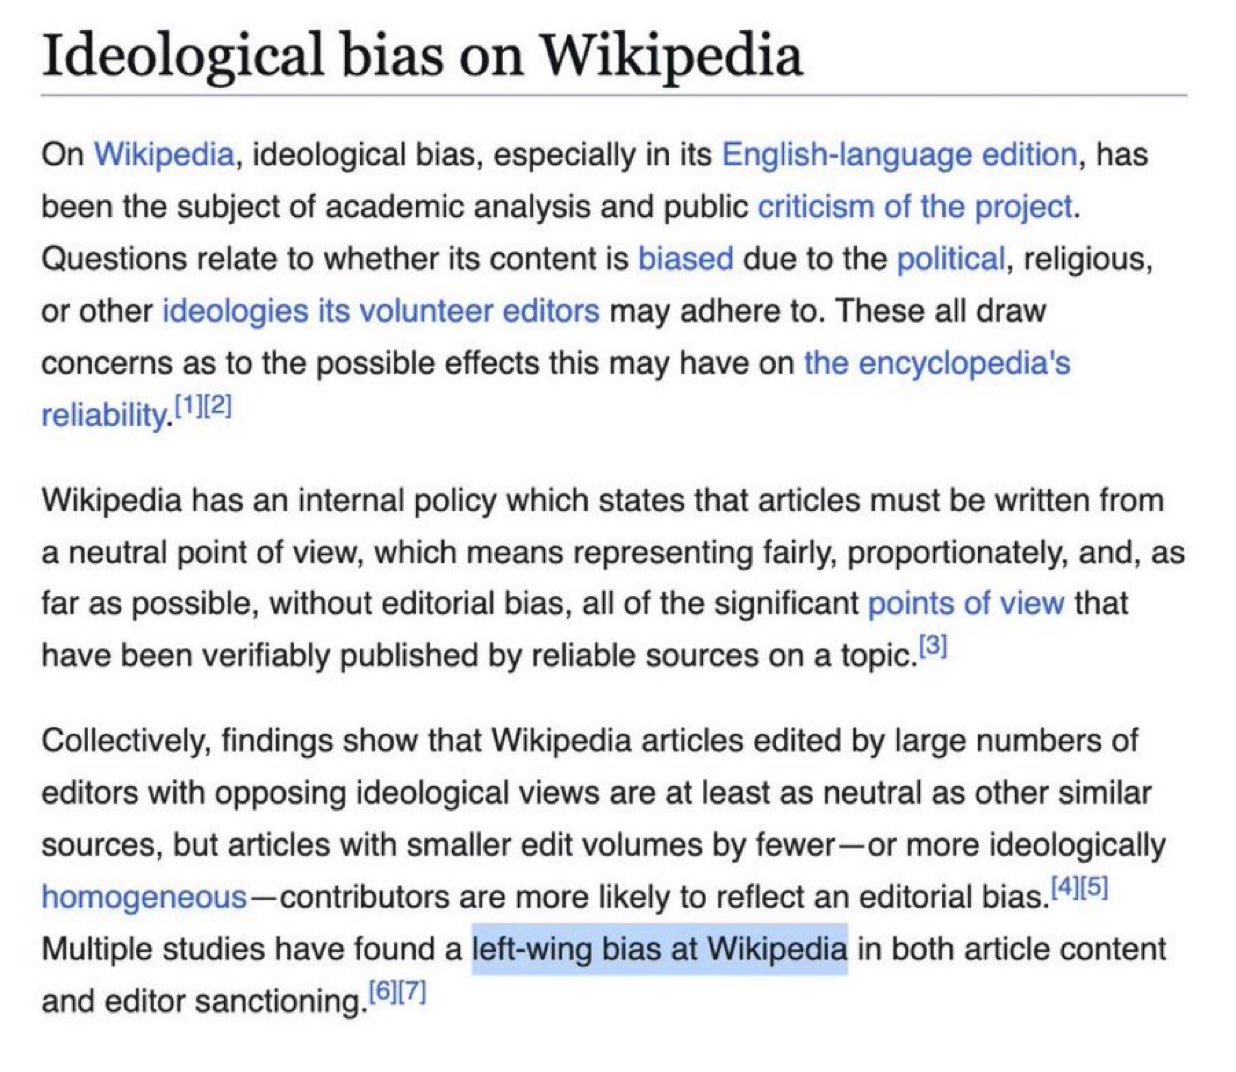 Ideological bias on Wikipedia
On Wikipedia, ideological bias, especially in its English-language edition, has
been the subject of academic analysis and public criticism of the project.
Questions relate to whether its content is biased due to the political, religious,
or other ideologies its volunteer editors may adhere to. These all draw
concerns as to the possible effects this may have on the encyclopedia's
reliability.[1][2]
Wikipedia has an internal policy which states that articles must be written from
a neutral point of view, which means representing fairly, proportionately, and, as
far as possible, without editorial bias, all of the significant points of view that
have been verifiably published by reliable sources on a topic.[3]
Collectively, findings show that Wikipedia articles edited by large numbers of
editors with opposing ideological views are at least as neutral as other similar
sources, but articles with smaller edit volumes by fewer—or more ideologically
homogeneous—contributors are more likely to reflect an editorial bias.[4][5]
Multiple studies have found a left-wing bias at Wikipedia in both article content
and editor sanctioning.[6][7]